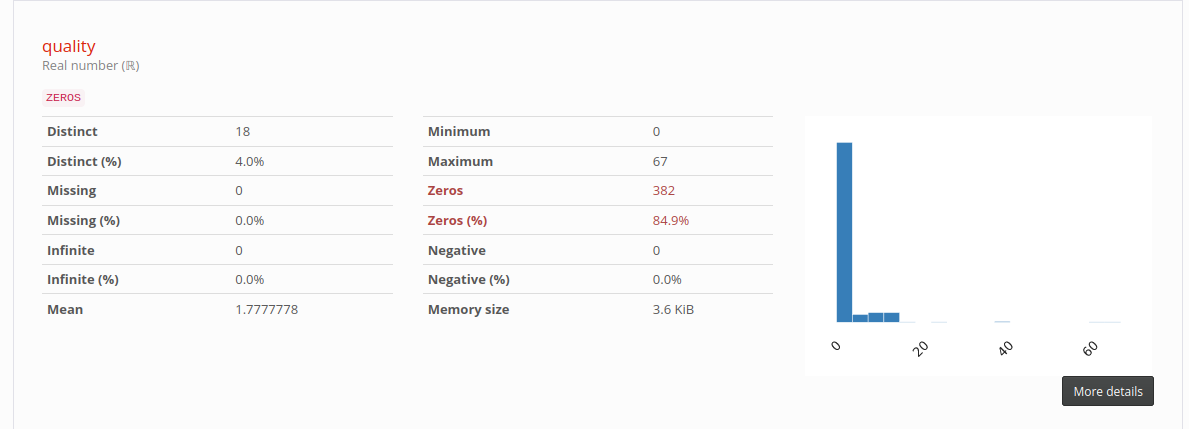 quality
Real number (ℝ)
ZEROS
Distinct 18
Distinct (%) 4.0%
Missing 0
Missing (%) 0.0%
Infinite 0
Infinite (%) 0.0%
Mean 1.7777778
Minimum 0
Maximum 67
Zeros 382
Zeros (%) 84.9%
Negative 0
Negative (%) 0.0%
Memory size 3.6 KiB
0 20 40 60
More details